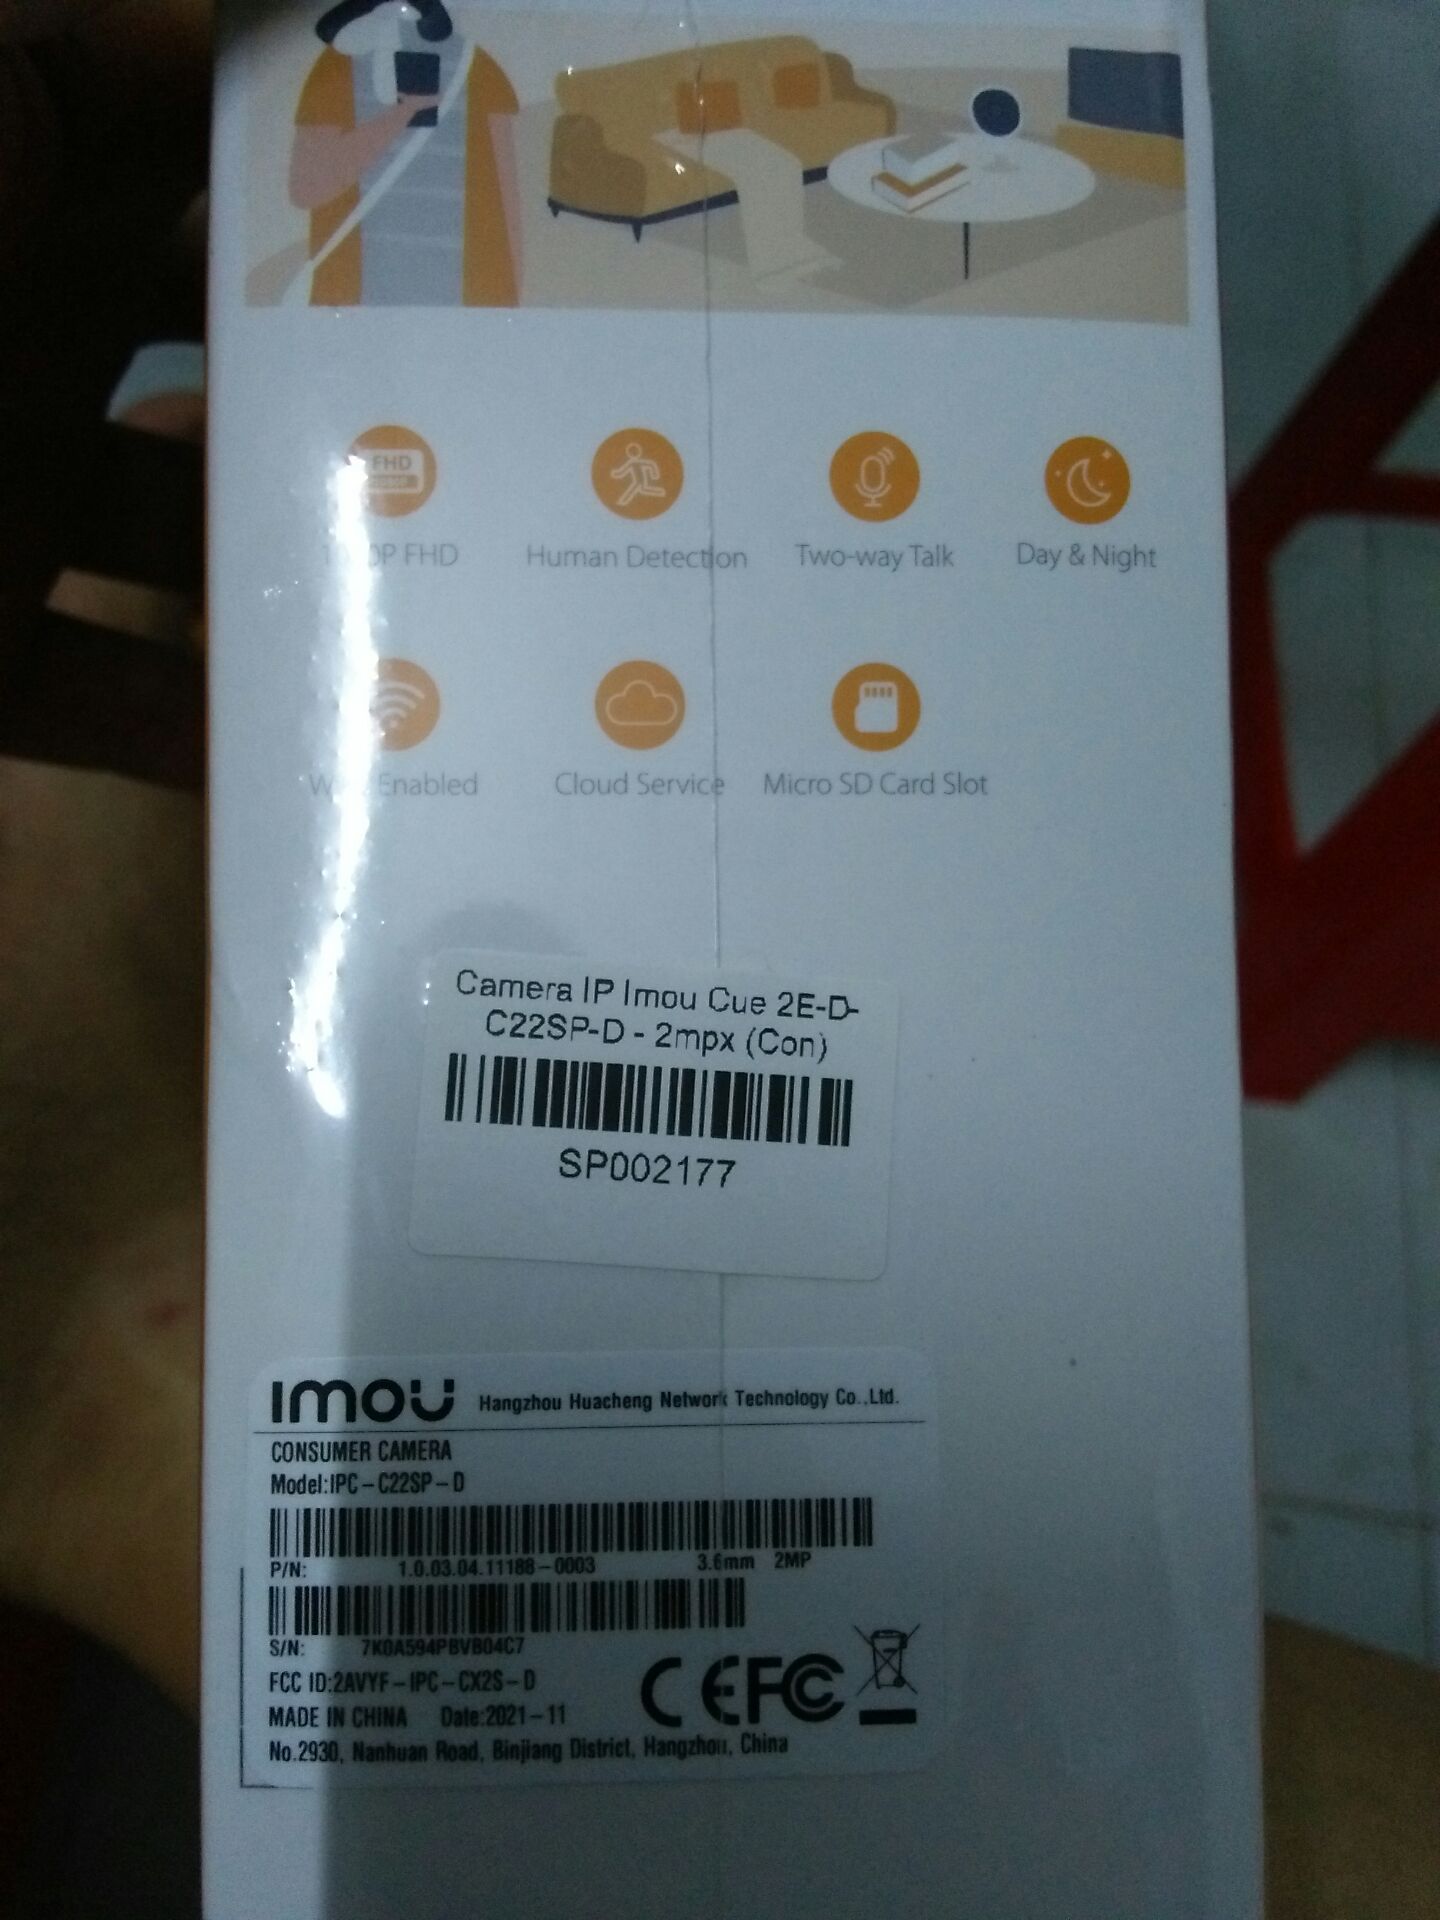 FHD
FHD
Human Detection
Two-way Talk
Day & Night
Enabled
Cloud Service
Micro SD Card Slot
Camera IP Imou Cue 2E-D-
C22SP-D - 2mpx (Con)
SP002177
imou Hangzhou Huacheng Network Technology Co.,Ltd.
CONSUMER CAMERA
Model:IPC-C22SP-D
P/N: 1.0.03.04.11188-0003 3.6mm 2MP
S/N: 7K0A594PBVB04C7
FCC ID:2AVYF-IPC-CX2S-D
CE FC
MADE IN CHINA Date:2021-11
No.2930, Nanhuan Road, Binjiang District, Hangzhou, China